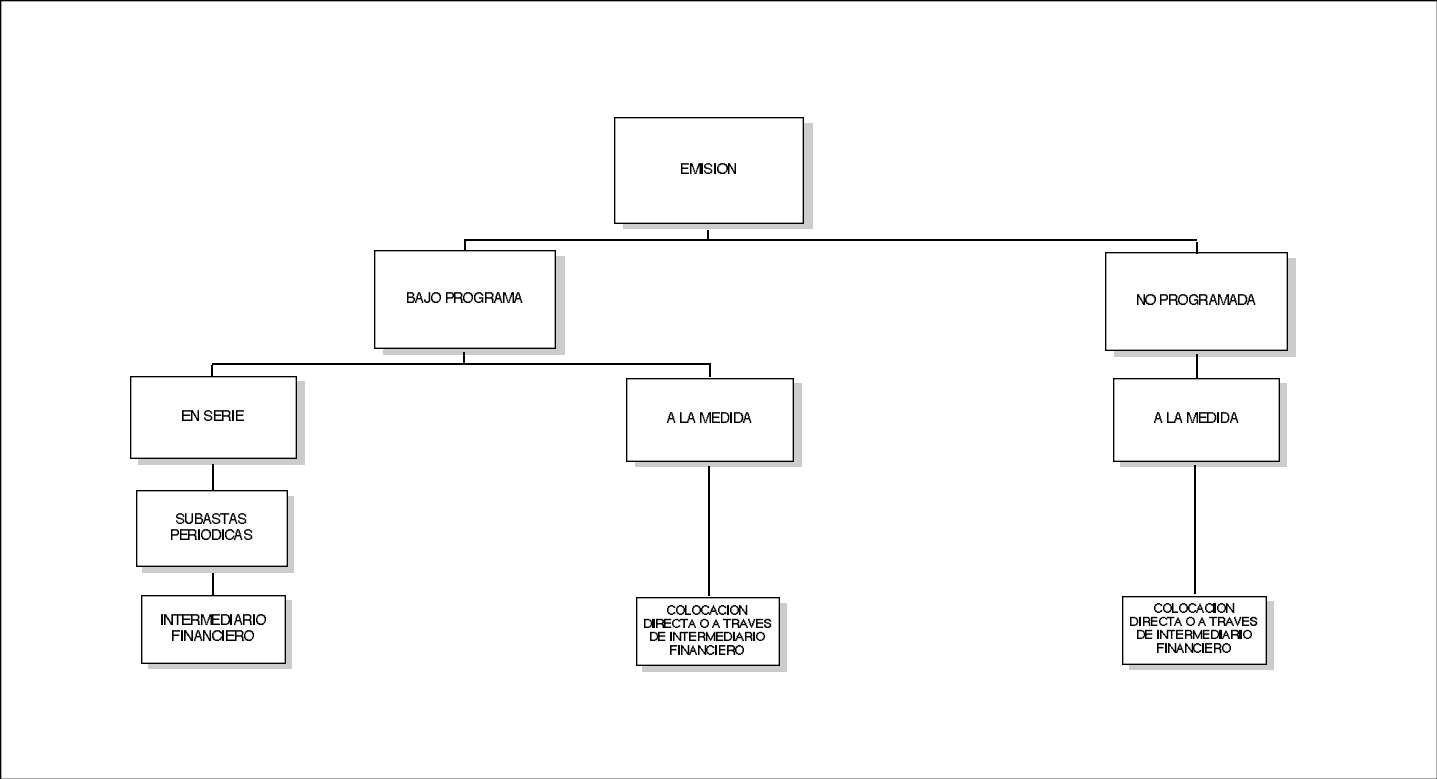 EMISION
BAJO PROGRAMA
NO PROGRAMADA
EN SERIE
A LA MEDIDA
A LA MEDIDA
SUBASTAS
PERIODICAS
INTERMEDIARIO
FINANCIERO
COLOCACION
DIRECTA O A TRAVES
DE INTERMEDIARIO
FINANCIERO
COLOCACION
DIRECTA O A TRAVES
DE INTERMEDIARIO
FINANCIERO